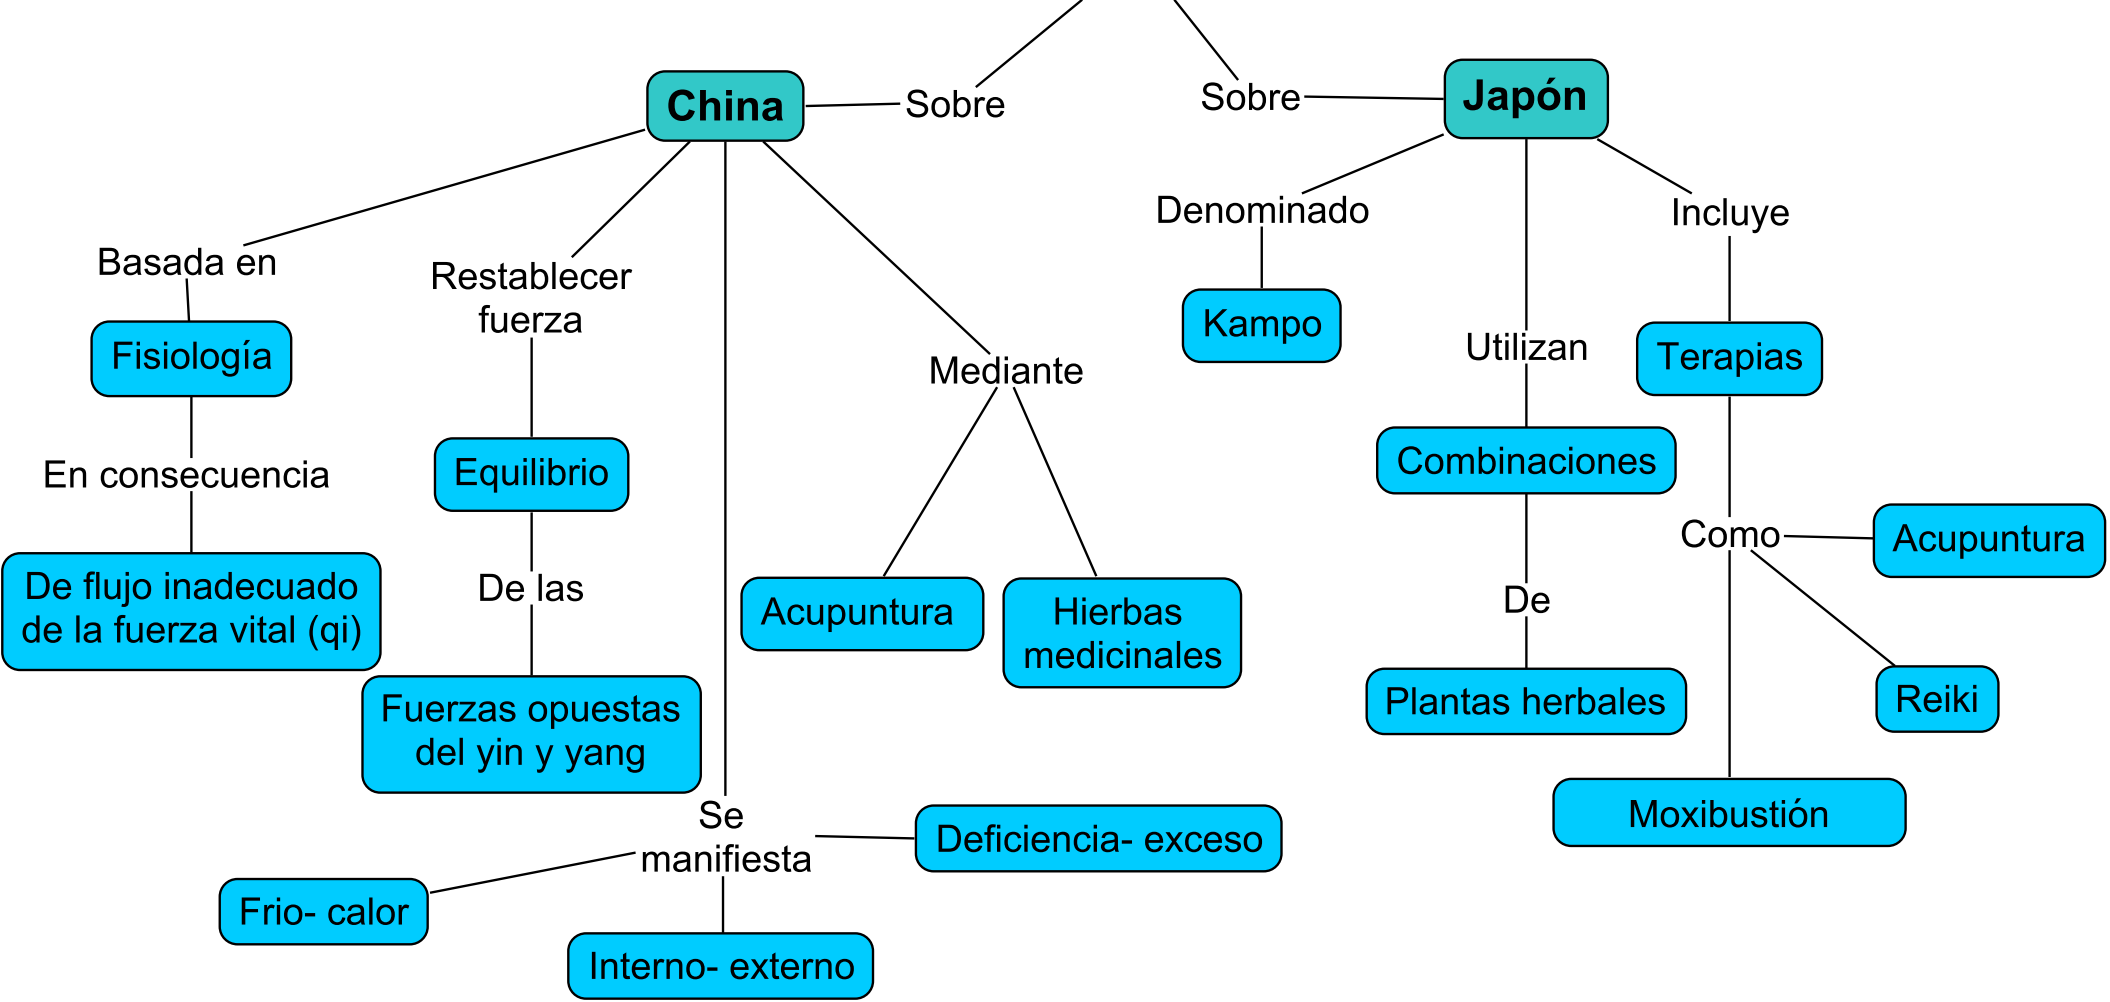 China
Sobre
Sobre
Japón
Basada en
Restablecer
fuerza
Mediante
Denominado
Utilizan
Incluye
Fisiología
En consecuencia
De flujo inadecuado
de la fuerza vital (qi)
Equilibrio
De las
Fuerzas opuestas
del yin y yang
Acupuntura
Hierbas
medicinales
Se
manifiesta
Frio- calor
Interno- externo
Deficiencia- exceso
Kampo
Combinaciones
De
Plantas herbales
Terapias
Como
Acupuntura
Reiki
Moxibustión